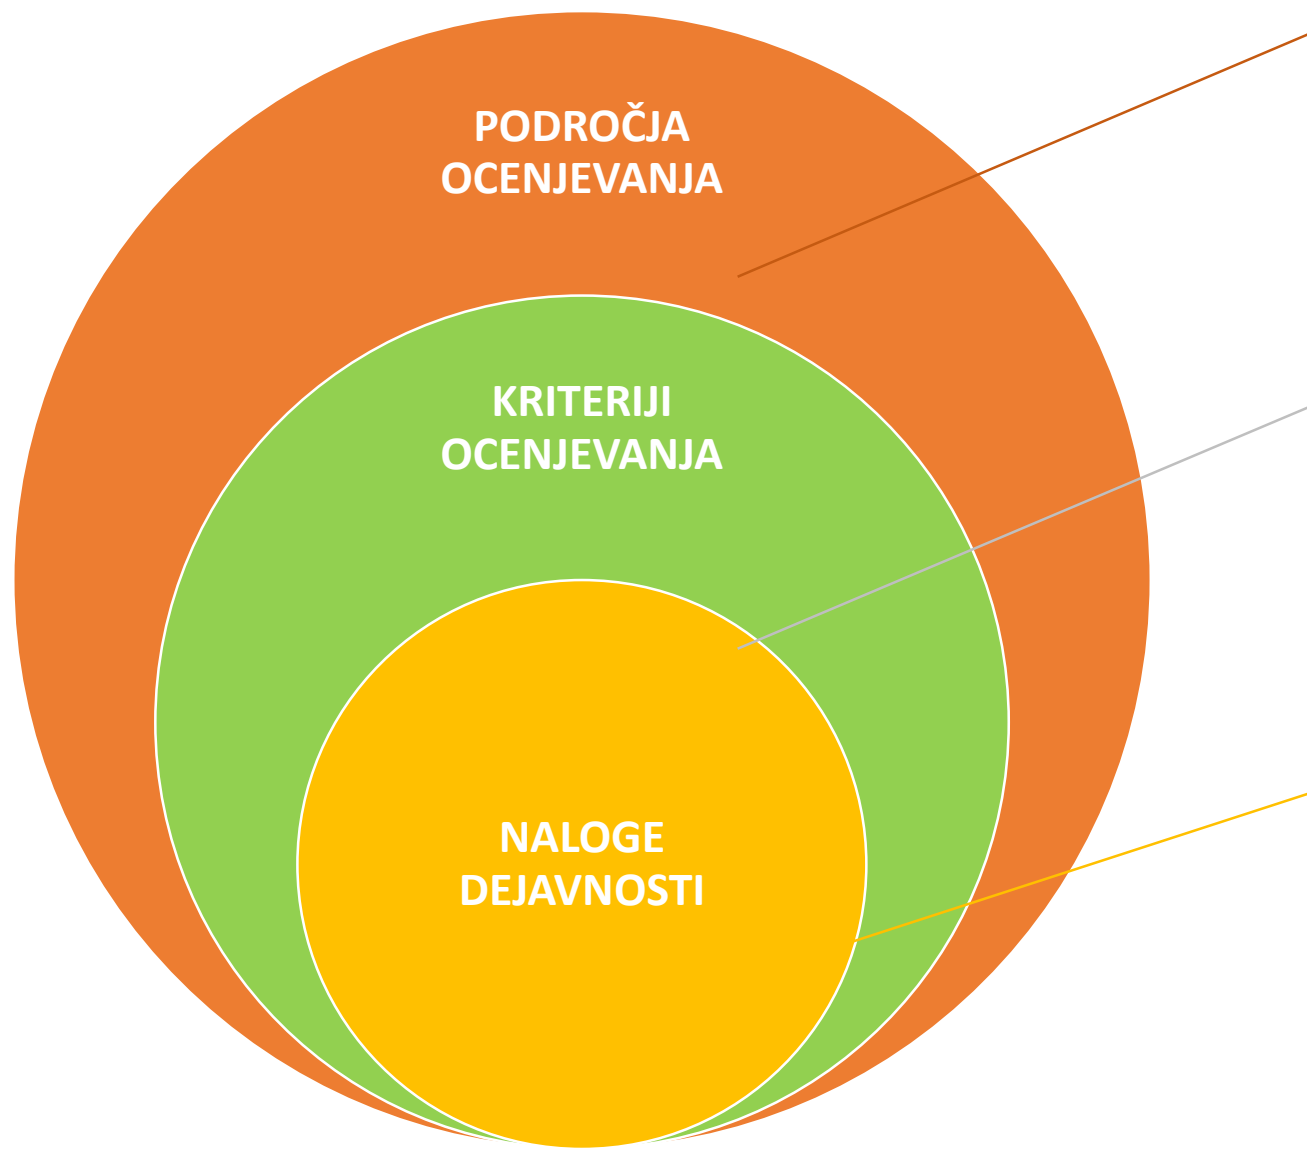 PODROČJA
OCENJEVANJA
KRITERIJI
OCENJEVANJA
NALOGE
DEJAVNOSTI